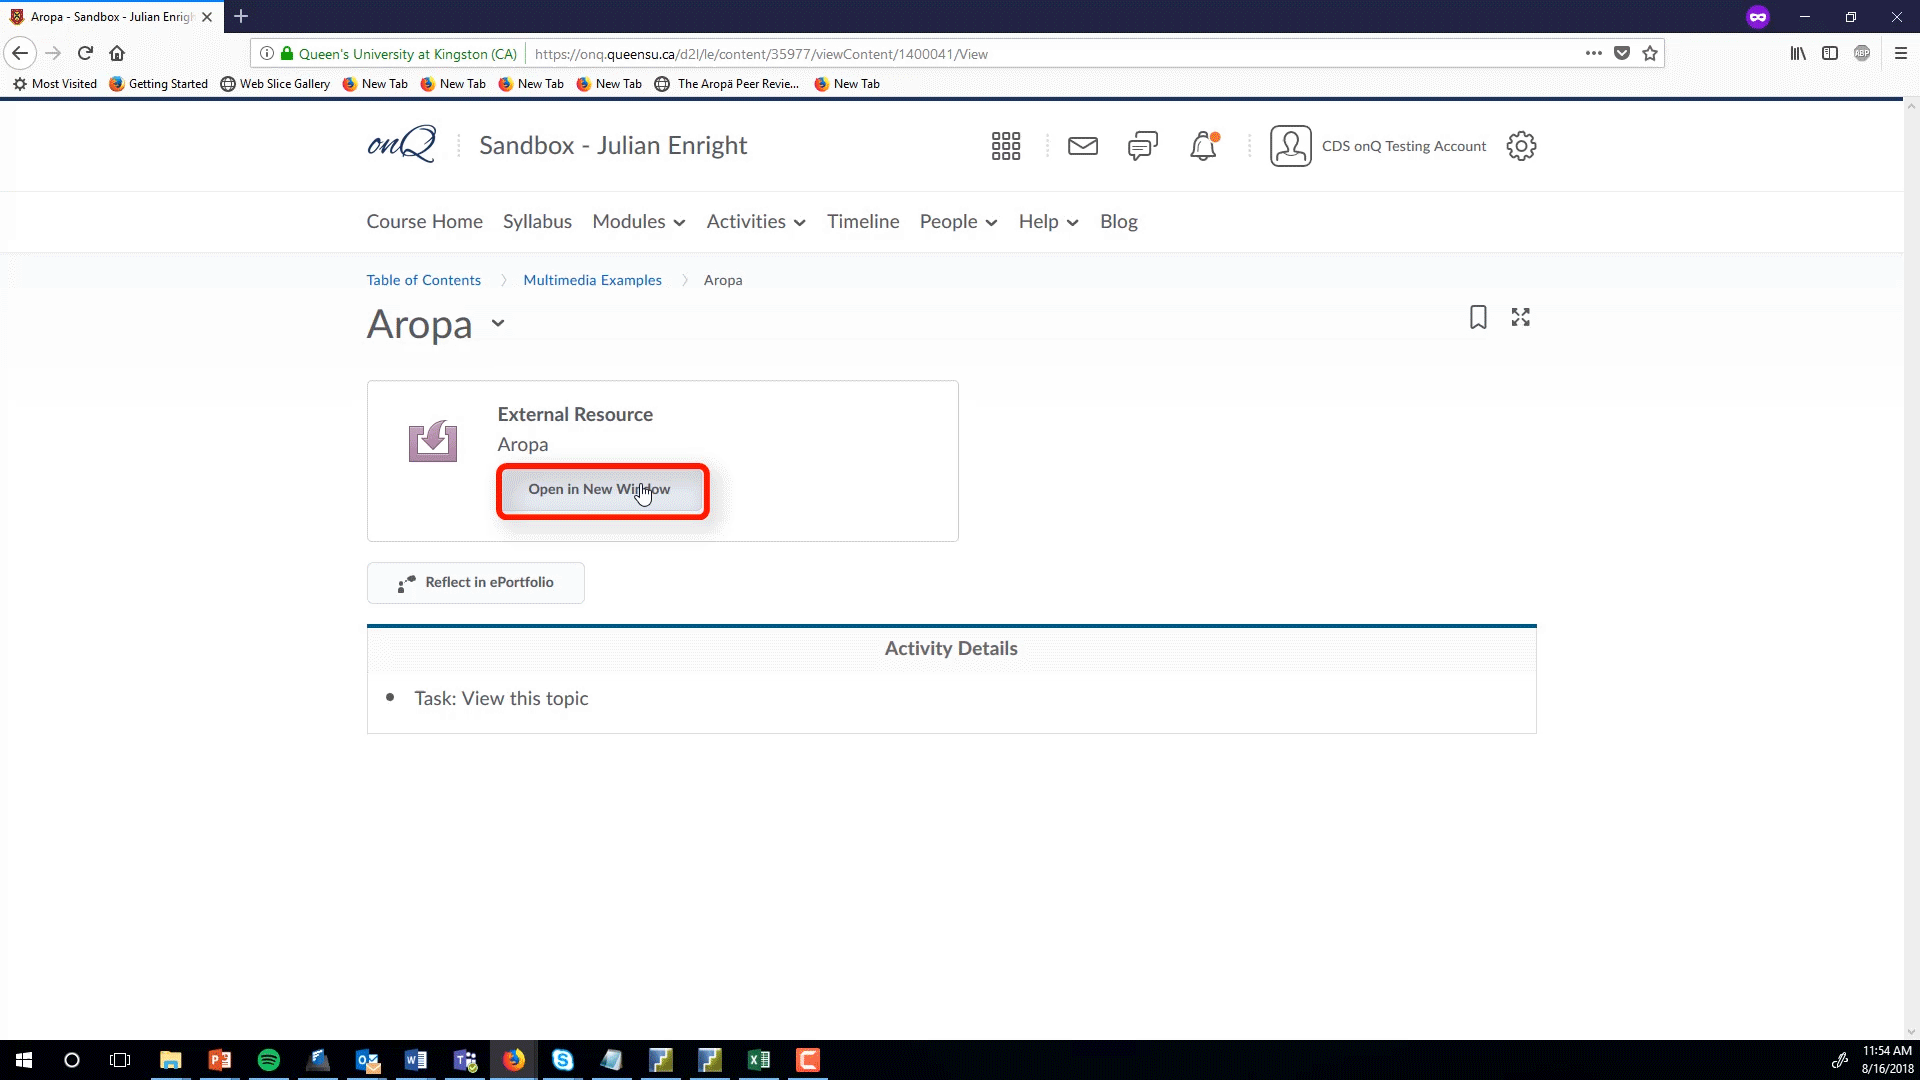 Aropa - Sandbox - Julian Enrigh
Queen's University at Kingston (CA) https://onq.queensu.ca/d2l/le/content/35977/viewContent/1400041/View
Most Visited Getting Started Web Slice Gallery New Tab New Tab New Tab New Tab The Aropä Peer Revie... New Tab
onQ Sandbox - Julian Enright CDS onQ Testing Account
Course Home Syllabus Modules Activities Timeline People Help Blog
Table of Contents Multimedia Examples Aropa
Aropa
External Resource
Aropa
Open in New Window
Reflect in ePortfolio
Activity Details
• Task: View this topic
11:54 AM
8/16/2018